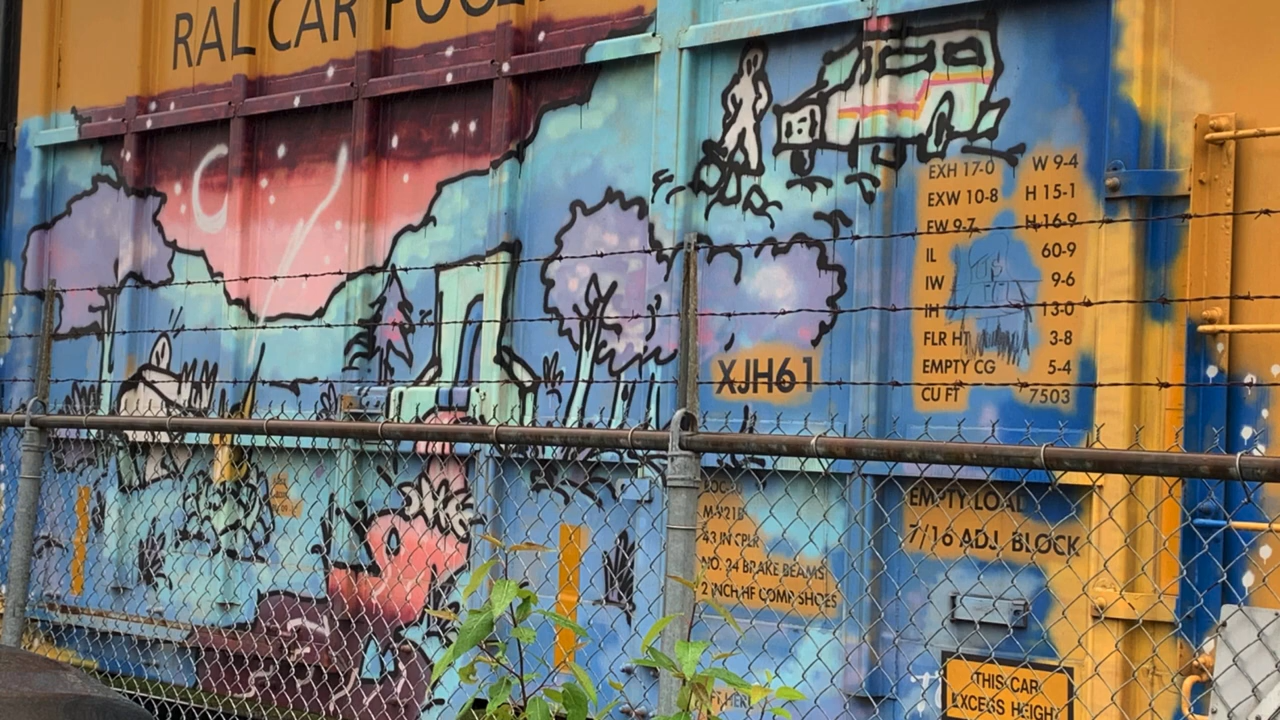 RAL CAR POOL
EXH 17-0 W 9-4
EXW 10-8 H 15-1
EW 9-7 H 16-9
IL 60-9
IW 9-6
IH 13-0
FLR HT 3-8
EMPTY CG 5-4
CU FT 7503
XJH61
EMPTY-LOAD
7/16 ADJ BLOCK
43 IN CPLR
NO. 24 BRAKE BEAMS
2 INCH HF COMP SHOES
THIS CAR
EXCESS HEIGHT